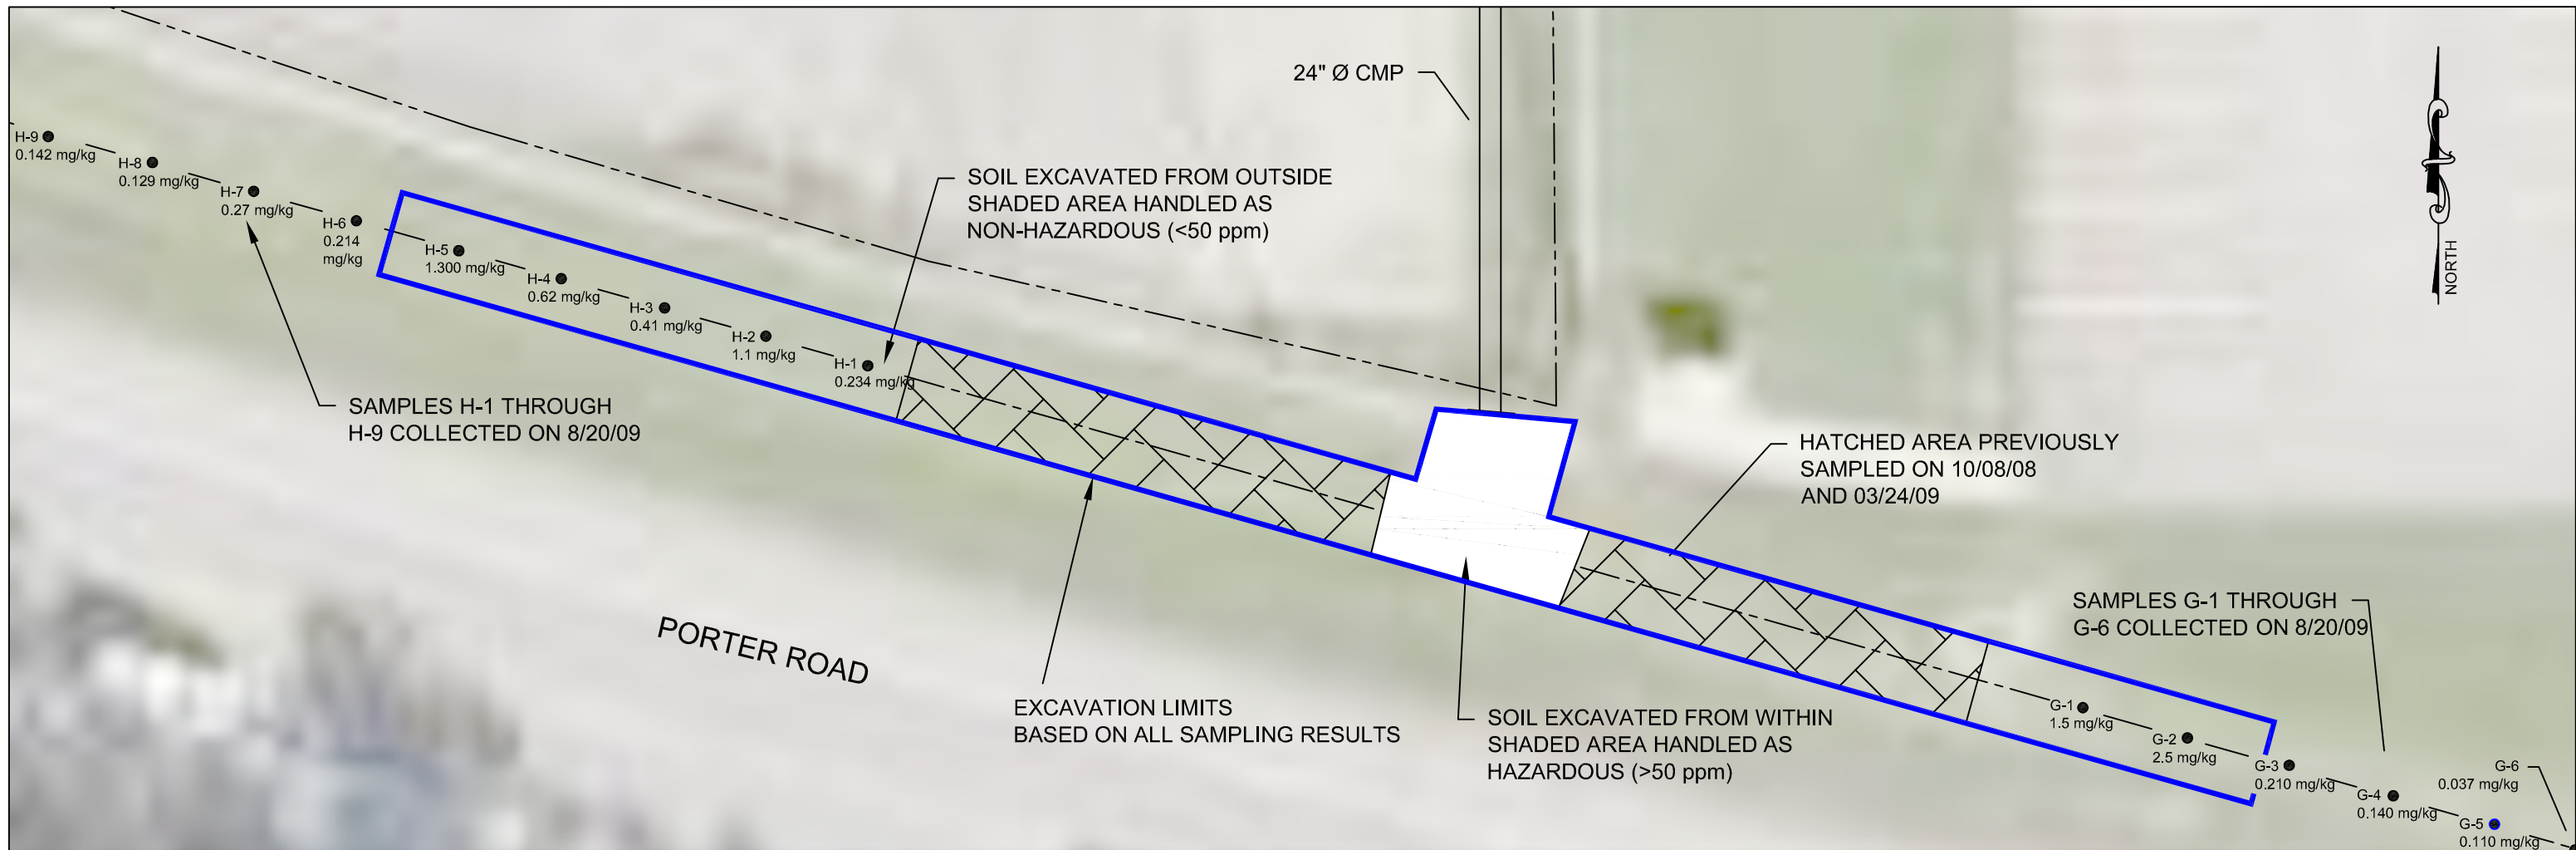 24" Ø CMP
NORTH
H-9
0.142 mg/kg
H-8
0.129 mg/kg
H-7
0.27 mg/kg
H-6
0.214
mg/kg
H-5
1.300 mg/kg
H-4
0.62 mg/kg
H-3
0.41 mg/kg
H-2
1.1 mg/kg
H-1
0.234 mg/kg
SOIL EXCAVATED FROM OUTSIDE
SHADED AREA HANDLED AS
NON-HAZARDOUS (<50 ppm)
SAMPLES H-1 THROUGH
H-9 COLLECTED ON 8/20/09
HATCHED AREA PREVIOUSLY
SAMPLED ON 10/08/08
AND 03/24/09
PORTER ROAD
EXCAVATION LIMITS
BASED ON ALL SAMPLING RESULTS
SOIL EXCAVATED FROM WITHIN
SHADED AREA HANDLED AS
HAZARDOUS (>50 ppm)
SAMPLES G-1 THROUGH
G-6 COLLECTED ON 8/20/09
G-1
1.5 mg/kg
G-2
2.5 mg/kg
G-3
0.210 mg/kg
G-4
0.140 mg/kg
G-5
0.110 mg/kg
G-6
0.037 mg/kg